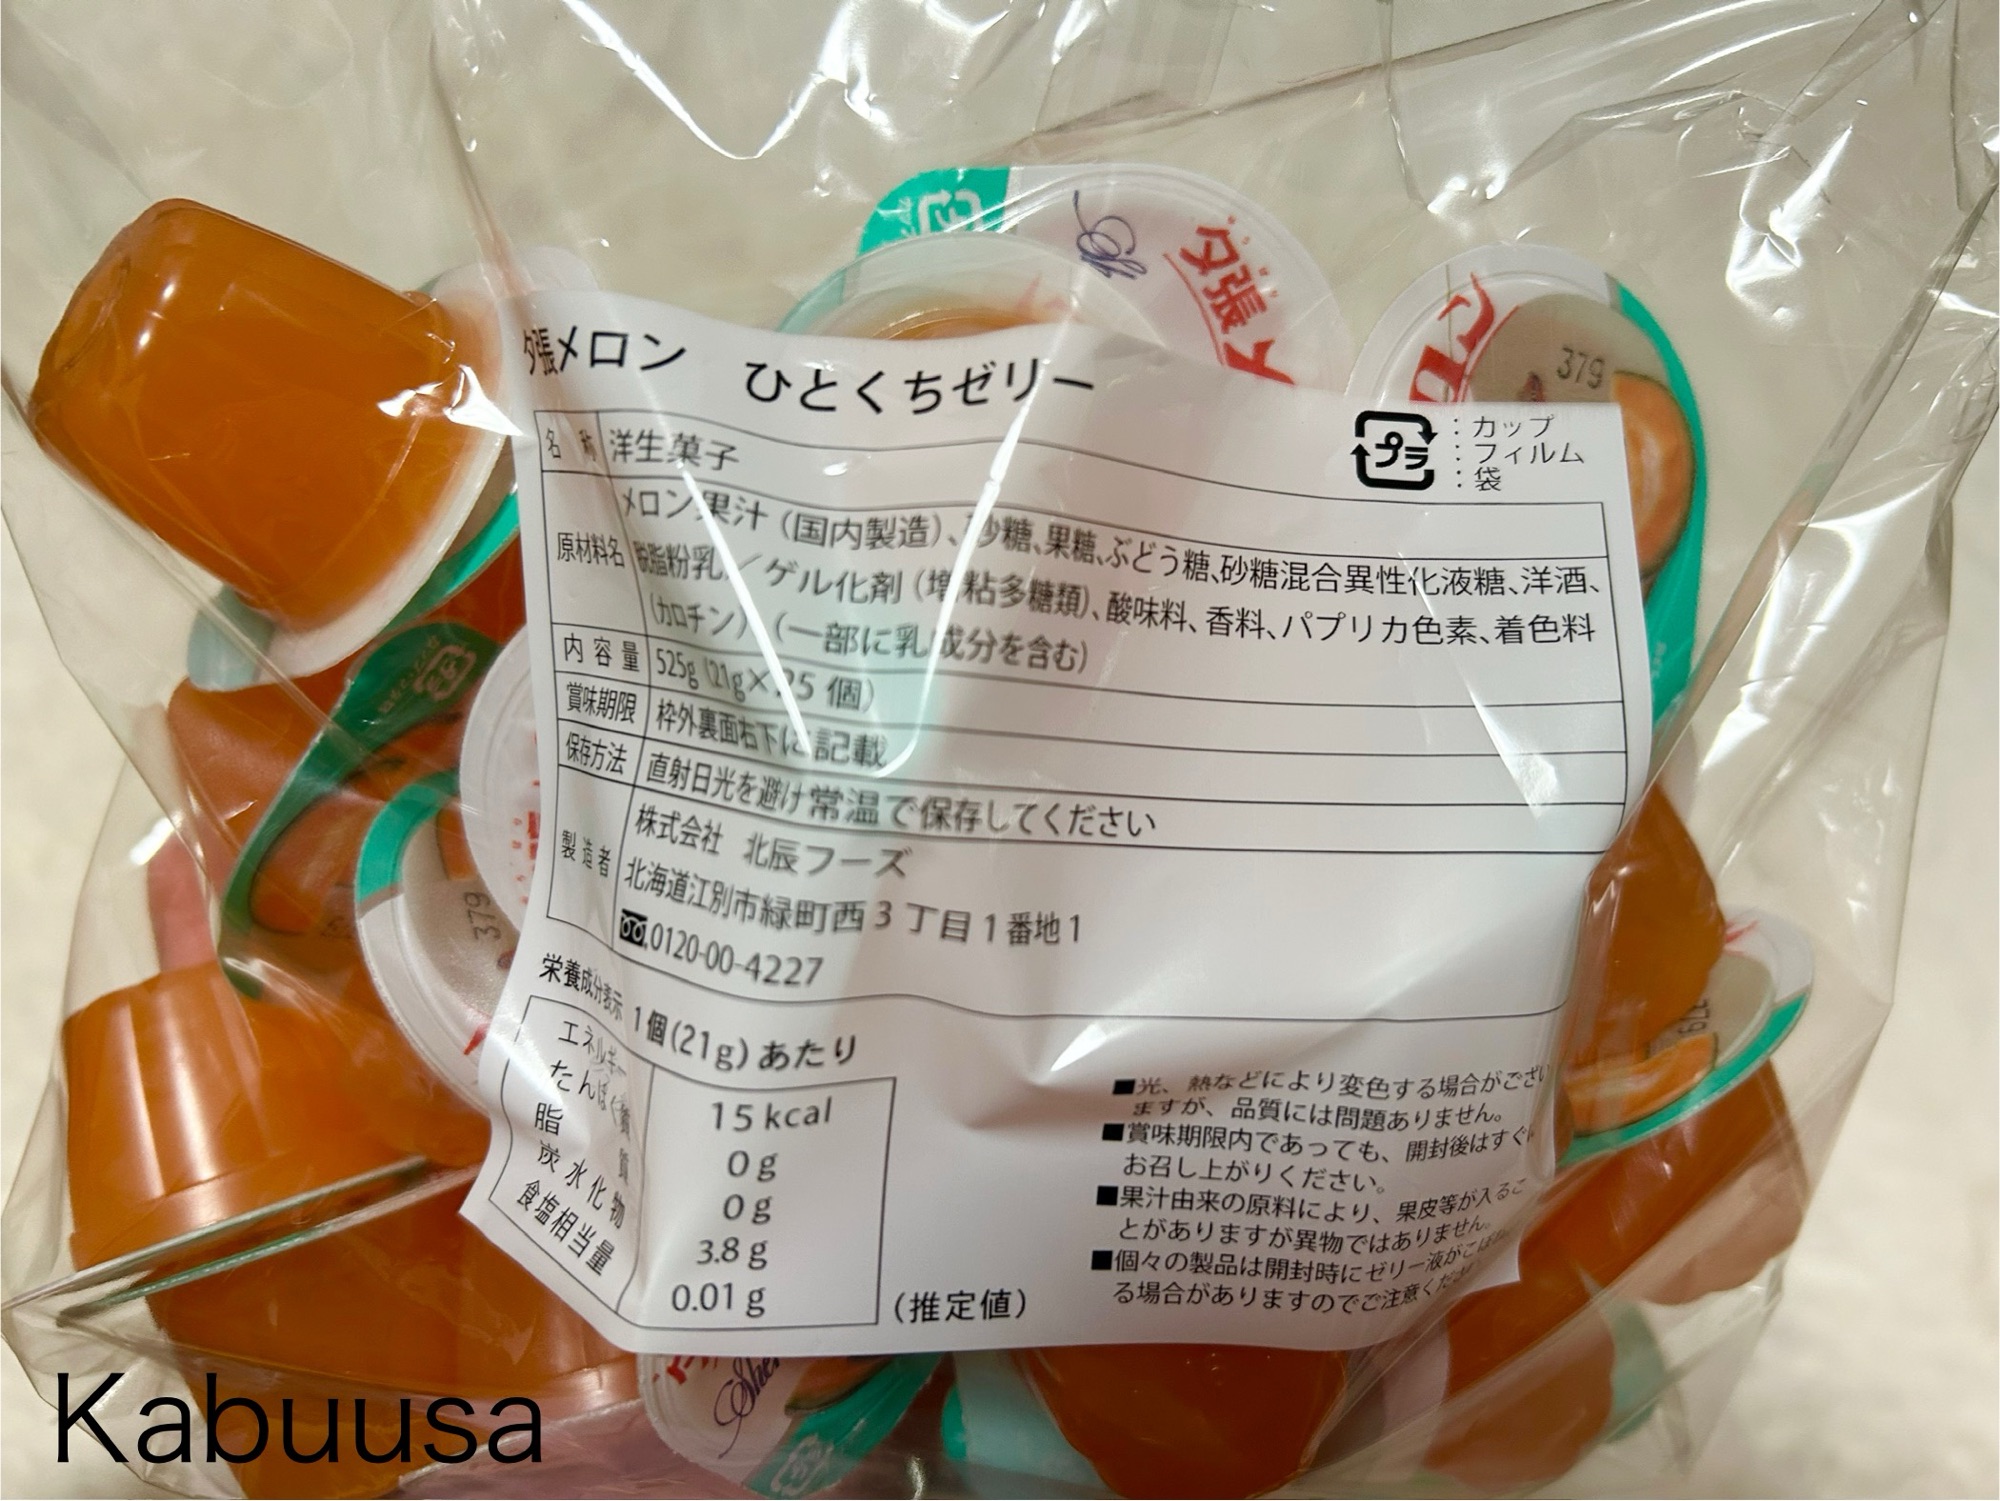 夕張メロン ひとくちゼリー
プラ
：カップ
：フィルム
：袋
名称 洋生菓子
原材料名 メロン果汁（国内製造）、砂糖、果糖、ぶどう糖、砂糖混合異性化液糖、洋酒、
脱脂粉乳／ゲル化剤（増粘多糖類）、酸味料、香料、パプリカ色素、着色料
（カロチン）、（一部に乳成分を含む）
内容量 525g（21g×25 個）
賞味期限 枠外裏面右下に記載
保存方法 直射日光を避け常温で保存してください
製造者 株式会社 北辰フーズ
北海道江別市緑町西3丁目1番地1
0120-00-4227
栄養成分表示 1個(21g)あたり
エネルギー 15 kcal
たんぱく質 0 g
脂質 0 g
炭水化物 3.8 g
食塩相当量 0.01 g
（推定値）
■光、熱などにより変色する場合がござい
ますが、品質には問題ありません。
■賞味期限内であっても、開封後はすぐに
お召し上がりください。
■果汁由来の原料により、果皮等が入るこ
とがありますが異物ではありません。
■個々の製品は開封時にゼリー液がこぼれ
る場合がありますのでご注意くだ
夕張メ
379
379
379
Kabuusa